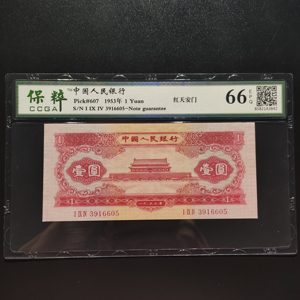 保粹
CCGA
中国人民银行
Pick#607 1953年 1 Yuan
红天安门
S/N I IX IV 3916605-Note guarantee
66 EPQ
中国人民银行
壹圆
壹圆
I IX IV 3916605
I IX IV 3916605